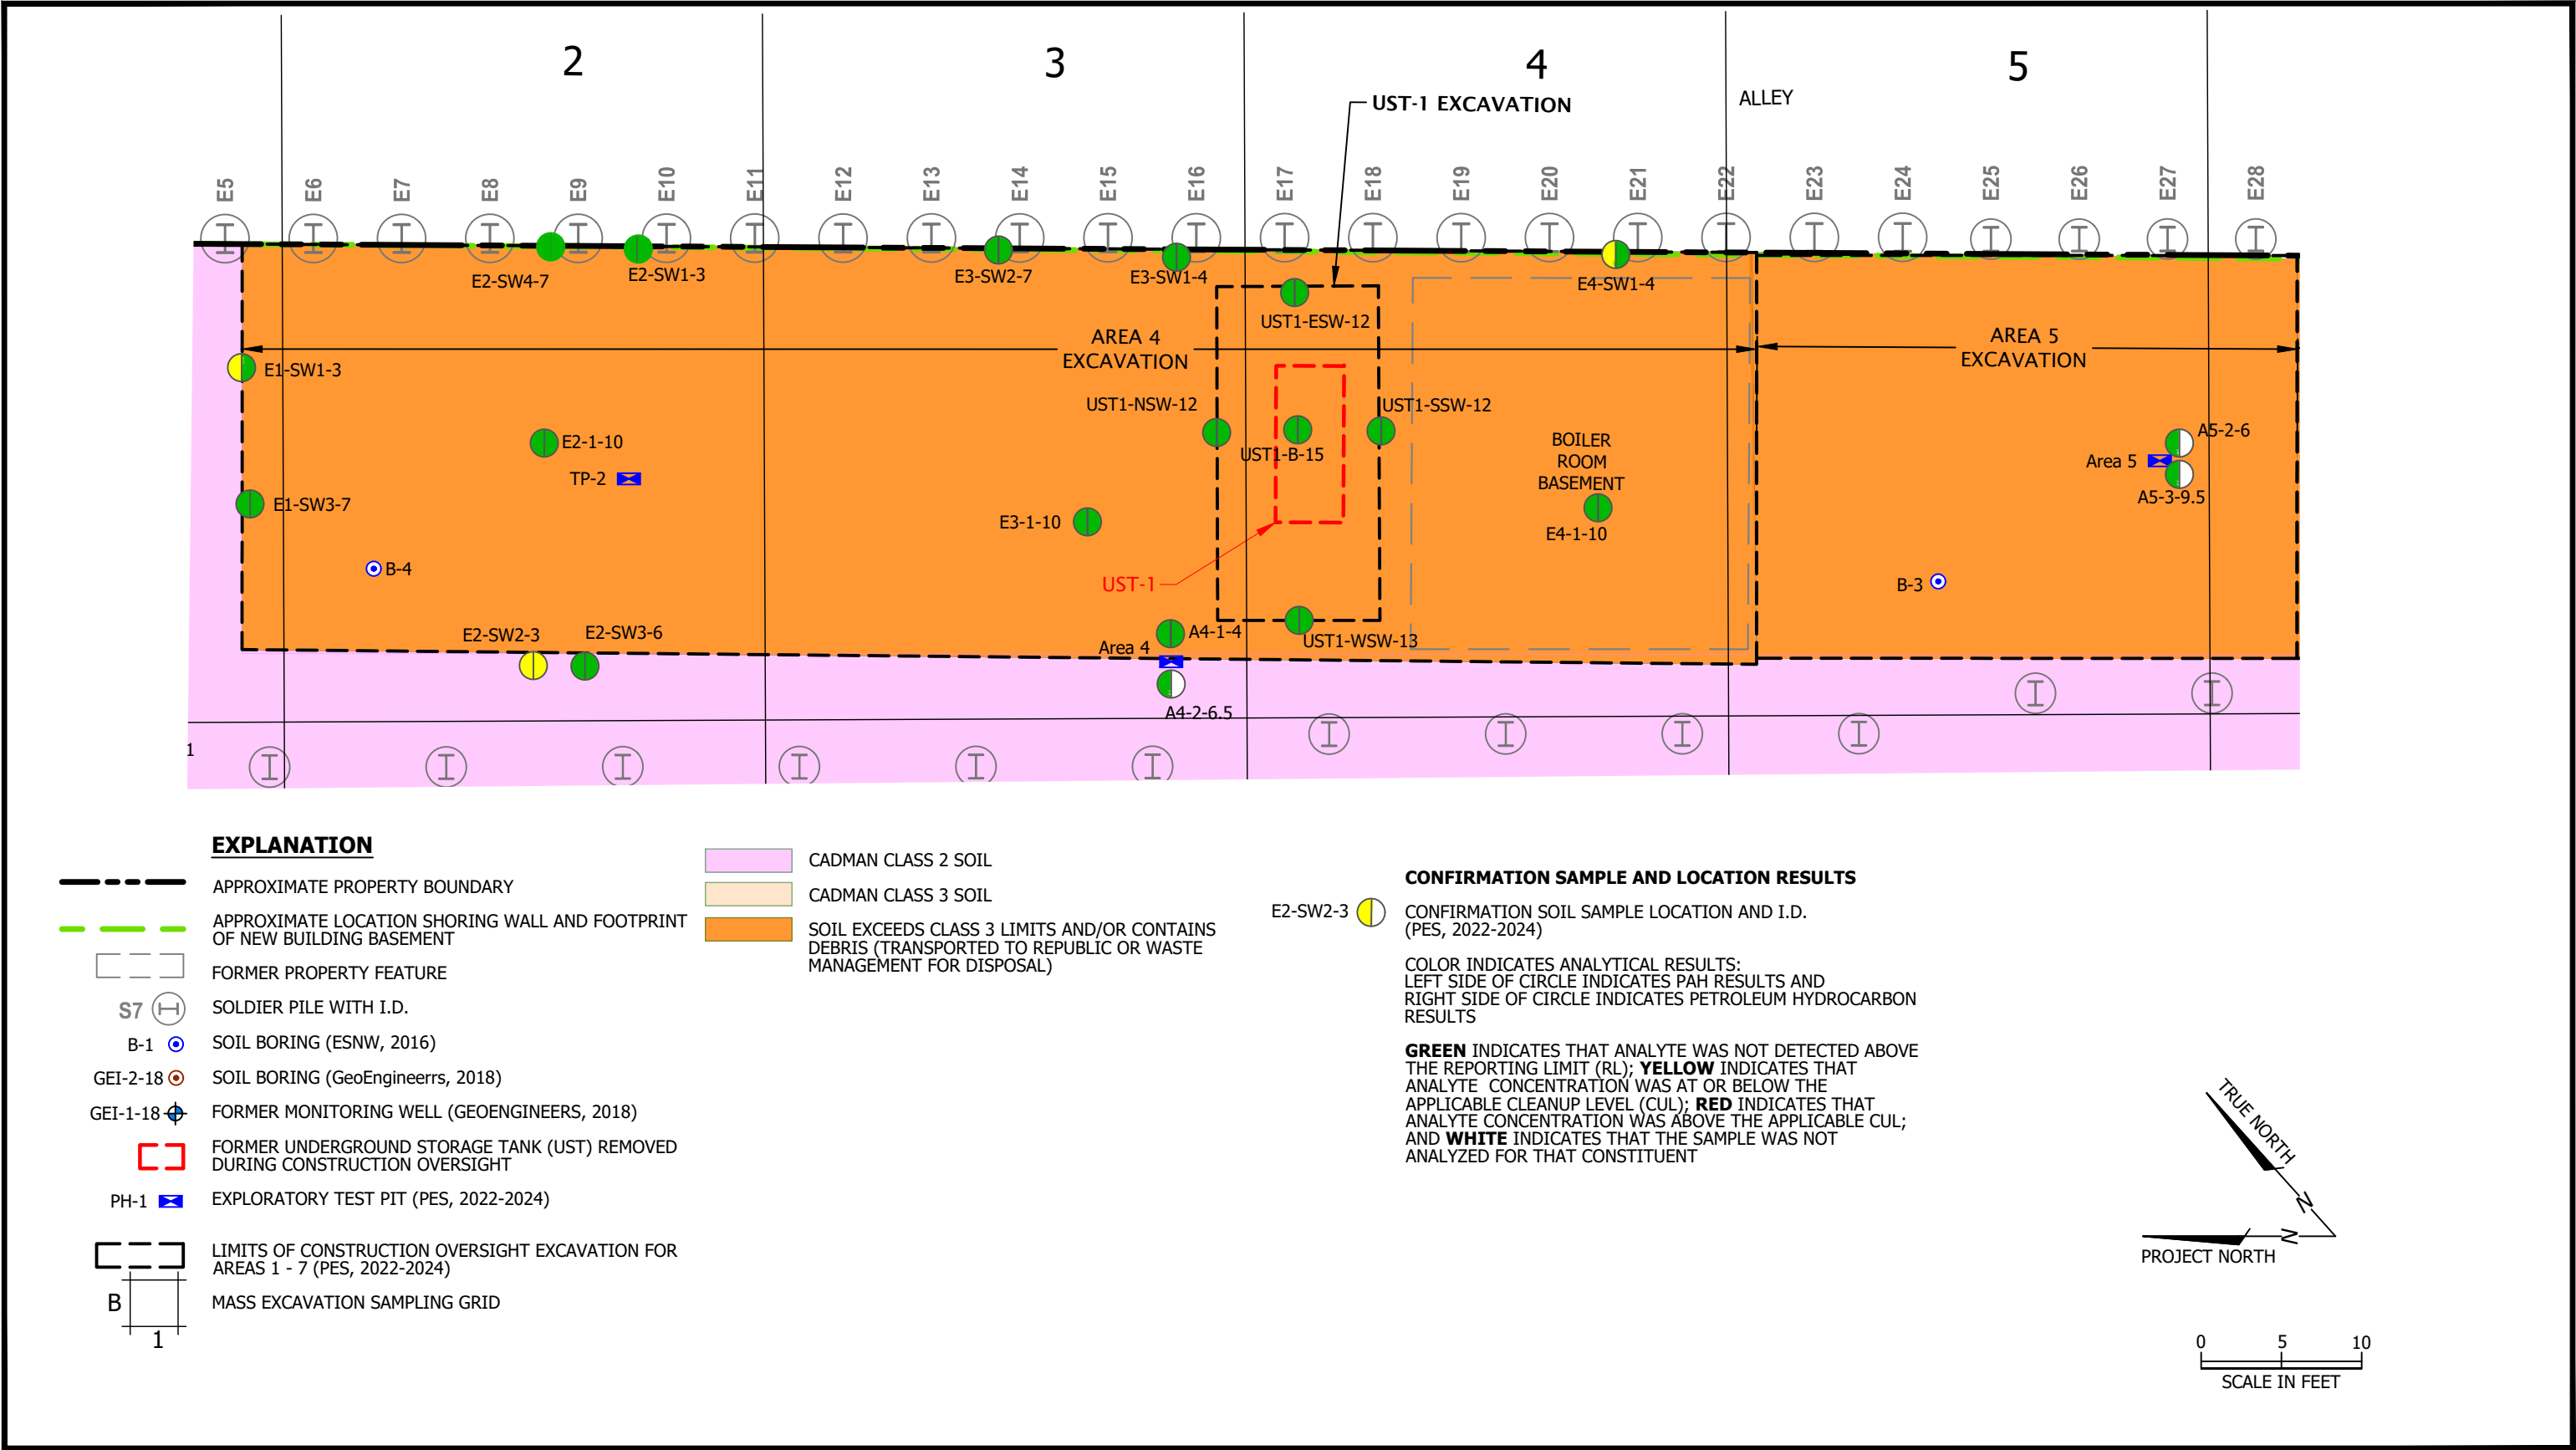 2
3
4
5
UST-1 EXCAVATION
ALLEY
E5
E6
E7
E8
E9
E10
E11
E12
E13
E14
E15
E16
E17
E18
E19
E20
E21
E22
E23
E24
E25
E26
E27
E28
E2-SW4-7
E2-SW1-3
E3-SW2-7
E3-SW1-4
E4-SW1-4
UST1-ESW-12
AREA 4
EXCAVATION
AREA 5
EXCAVATION
E1-SW1-3
UST1-NSW-12
UST1-SSW-12
E2-1-10
UST1-B-15
BOILER
ROOM
BASEMENT
A5-2-6
Area 5
A5-3-9.5
TP-2
E1-SW3-7
E3-1-10
E4-1-10
B-4
UST-1
B-3
E2-SW2-3
E2-SW3-6
A4-1-4
UST1-WSW-13
Area 4
A4-2-6.5
1
EXPLANATION
APPROXIMATE PROPERTY BOUNDARY
APPROXIMATE LOCATION SHORING WALL AND FOOTPRINT
OF NEW BUILDING BASEMENT
FORMER PROPERTY FEATURE
S7
SOLDIER PILE WITH I.D.
B-1
SOIL BORING (ESNW, 2016)
GEI-2-18
SOIL BORING (GeoEngineerrs, 2018)
GEI-1-18
FORMER MONITORING WELL (GEOENGINEERS, 2018)
FORMER UNDERGROUND STORAGE TANK (UST) REMOVED
DURING CONSTRUCTION OVERSIGHT
PH-1
EXPLORATORY TEST PIT (PES, 2022-2024)
LIMITS OF CONSTRUCTION OVERSIGHT EXCAVATION FOR
AREAS 1 - 7 (PES, 2022-2024)
B
MASS EXCAVATION SAMPLING GRID
1
CADMAN CLASS 2 SOIL
CADMAN CLASS 3 SOIL
SOIL EXCEEDS CLASS 3 LIMITS AND/OR CONTAINS
DEBRIS (TRANSPORTED TO REPUBLIC OR WASTE
MANAGEMENT FOR DISPOSAL)
CONFIRMATION SAMPLE AND LOCATION RESULTS
E2-SW2-3
CONFIRMATION SOIL SAMPLE LOCATION AND I.D.
(PES, 2022-2024)
COLOR INDICATES ANALYTICAL RESULTS:
LEFT SIDE OF CIRCLE INDICATES PAH RESULTS AND
RIGHT SIDE OF CIRCLE INDICATES PETROLEUM HYDROCARBON
RESULTS
GREEN INDICATES THAT ANALYTE WAS NOT DETECTED ABOVE
THE REPORTING LIMIT (RL); YELLOW INDICATES THAT
ANALYTE CONCENTRATION WAS AT OR BELOW THE
APPLICABLE CLEANUP LEVEL (CUL); RED INDICATES THAT
ANALYTE CONCENTRATION WAS ABOVE THE APPLICABLE CUL;
AND WHITE INDICATES THAT THE SAMPLE WAS NOT
ANALYZED FOR THAT CONSTITUENT
TRUE NORTH
N
N
PROJECT NORTH
0 5 10
SCALE IN FEET